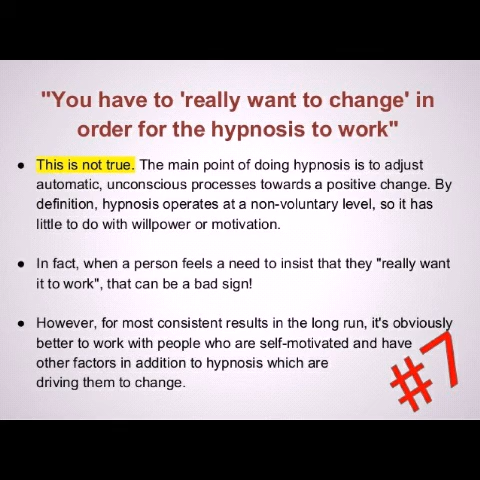 "You have to 'really want to change' in
order for the hypnosis to work"
● This is not true. The main point of doing hypnosis is to adjust
automatic, unconscious processes towards a positive change. By
definition, hypnosis operates at a non-voluntary level, so it has
little to do with willpower or motivation.
● In fact, when a person feels a need to insist that they "really want
it to work", that can be a bad sign!
● However, for most consistent results in the long run, it's obviously
better to work with people who are self-motivated and have
other factors in addition to hypnosis which are
driving them to change.
#7